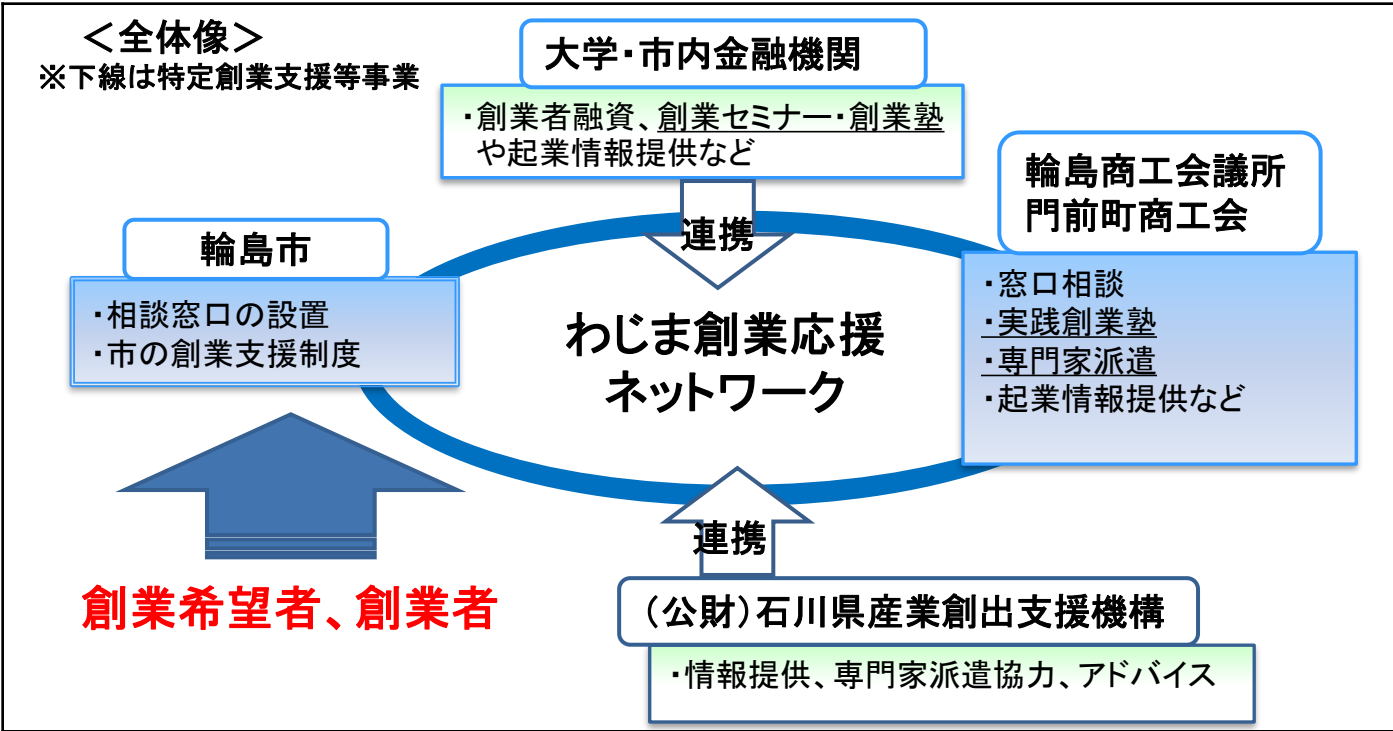 ＜全体像＞
※下線は特定創業支援等事業
大学・市内金融機関
・創業者融資、創業セミナー・創業塾
や起業情報提供など
輪島商工会議所
門前町商工会
・窓口相談
・実践創業塾
・専門家派遣
・起業情報提供など
連携
輪島市
・相談窓口の設置
・市の創業支援制度
わじま創業応援
ネットワーク
連携
創業希望者、創業者
（公財）石川県産業創出支援機構
・情報提供、専門家派遣協力、アドバイス